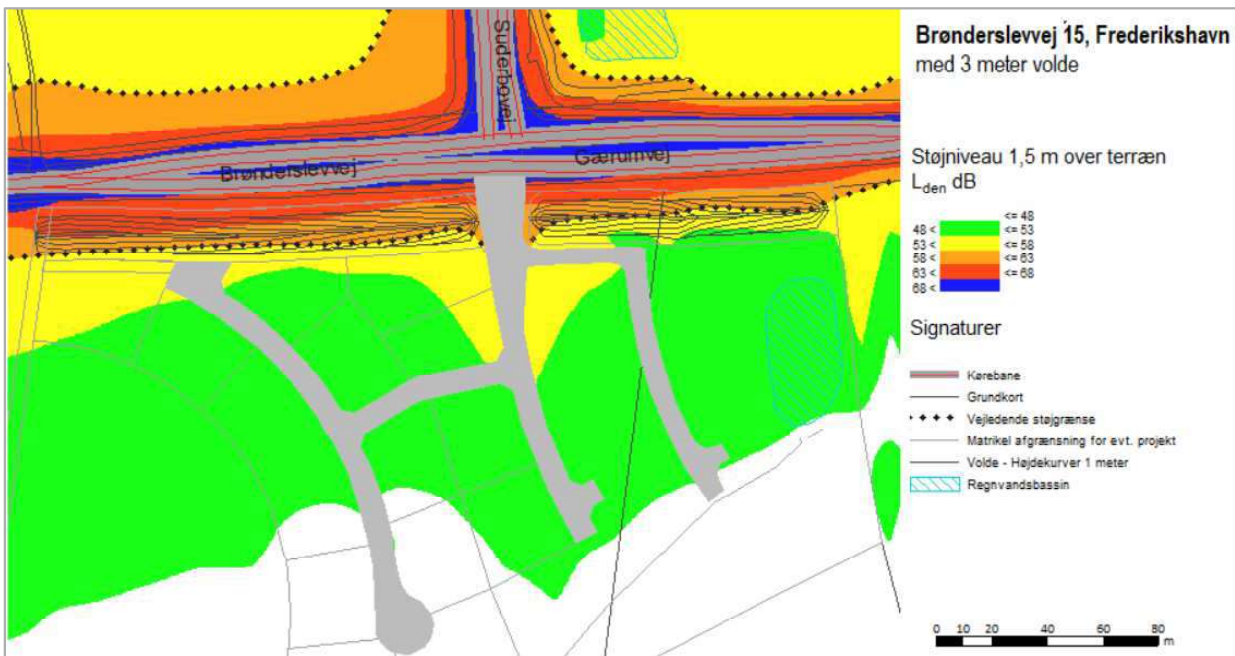 Brønderslevvej 15, Frederikshavn
med 3 meter volde
Suderbovej
Brønderslevvej
Gærumvej
Støjniveau 1,5 m over terræn
Lden dB
<= 48
48 < <= 53
53 < <= 58
58 < <= 63
63 < <= 68
68 <
Signaturer
Kørebane
Grundkort
Vejledende støjgrænse
Matrikel afgrænsning for evt. projekt
Volde - Højdekurver 1 meter
Regnvandsbassin
0 10 20 40 60 80
m